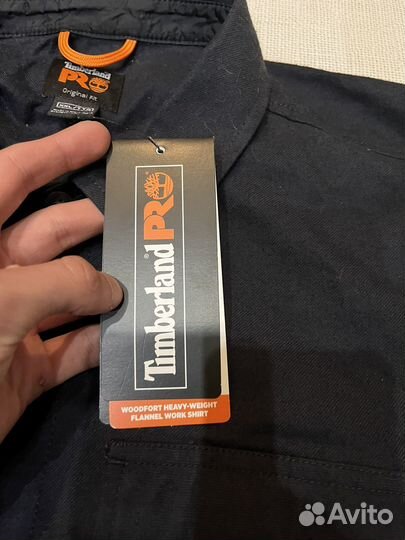 Timberland
PRO
Original Fit
Timberland® PRO
WOODFORT HEAVY-WEIGHT
FLANNEL WORK SHIRT
Avito